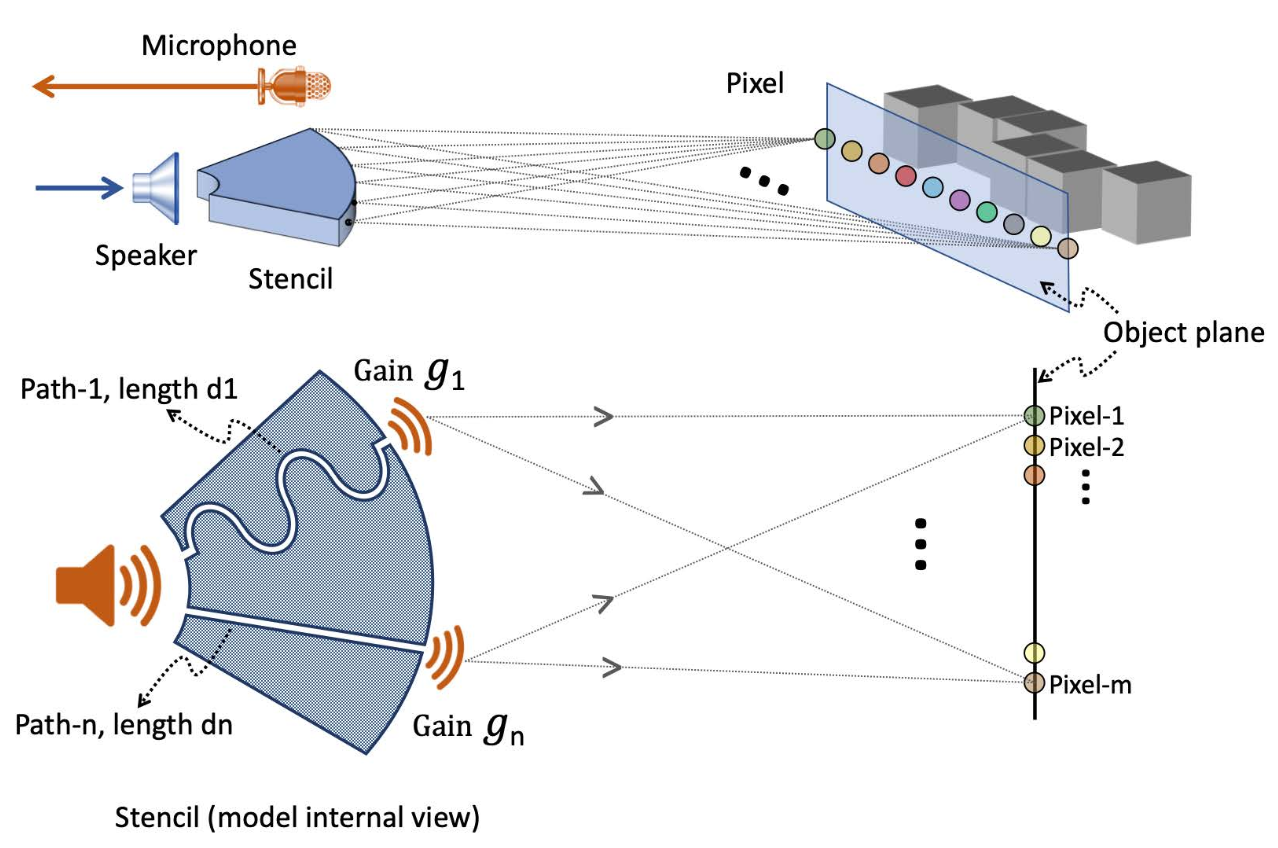 Microphone
Pixel
Speaker
Stencil
Object plane
Gain g₁
Path-1, length d1
Pixel-1
Pixel-2
Pixel-m
Path-n, length dn
Gain gₙ
Stencil (model internal view)